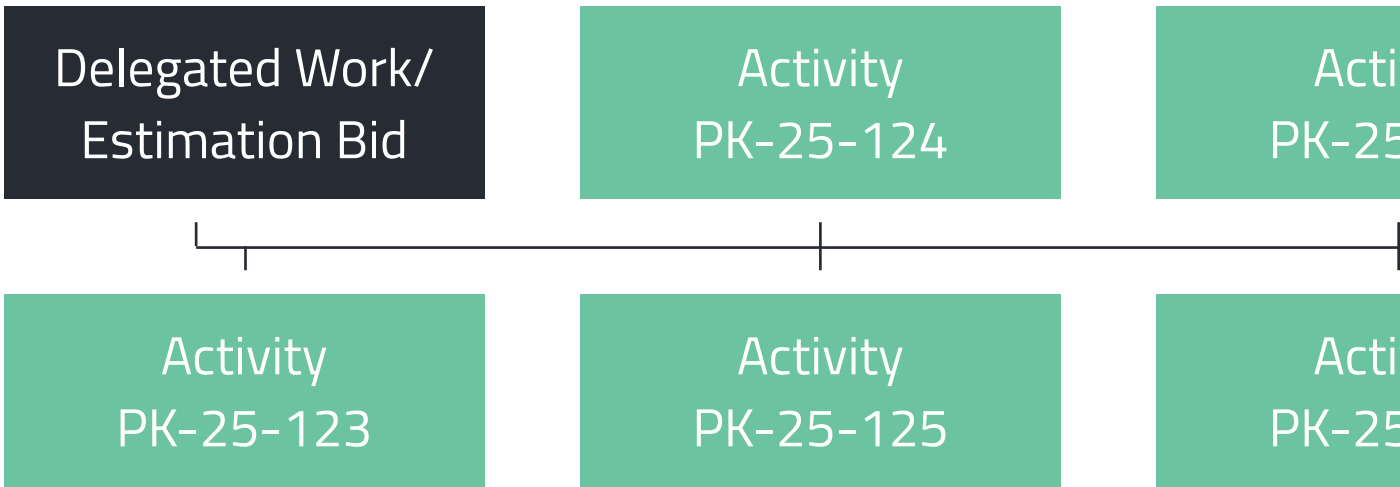 Delegated Work/
Estimation Bid
Activity
PK-25-124
Activity
PK-25-123
Activity
PK-25-125